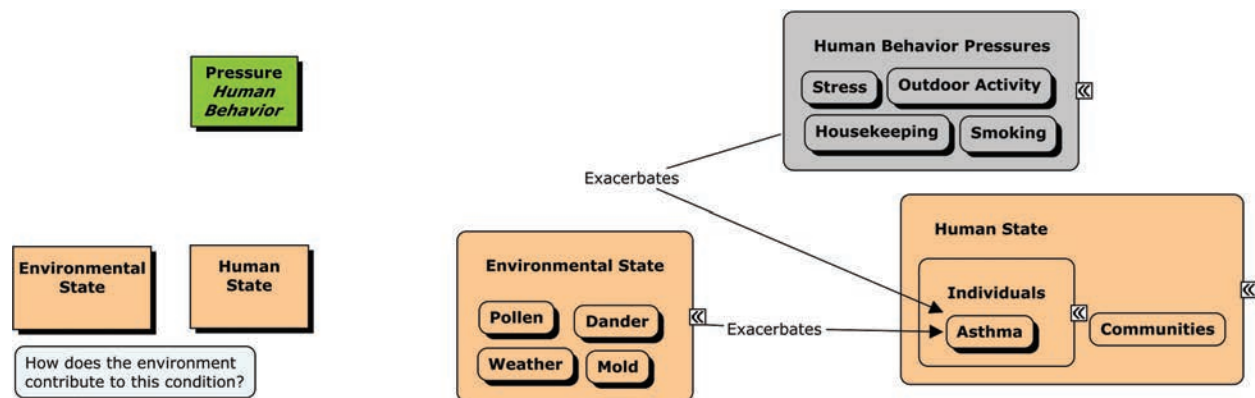 Pressure
Human
Behavior
Environmental
State
Human
State
How does the environment
contribute to this condition?
Human Behavior Pressures
Stress
Outdoor Activity
Housekeeping
Smoking
Exacerbates
Environmental State
Pollen
Dander
Weather
Mold
Exacerbates
Human State
Individuals
Asthma
Communities